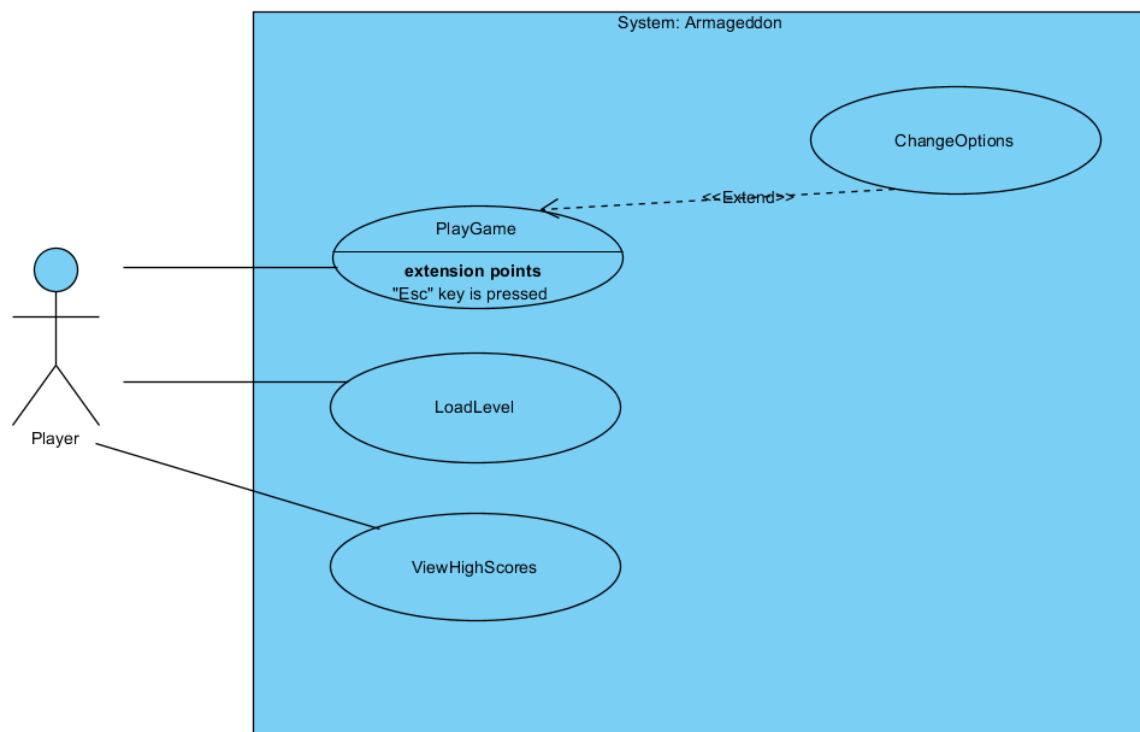 System: Armageddon
ChangeOptions
<<Extend>>
PlayGame
extension points
"Esc" key is pressed
LoadLevel
Player
ViewHighScores